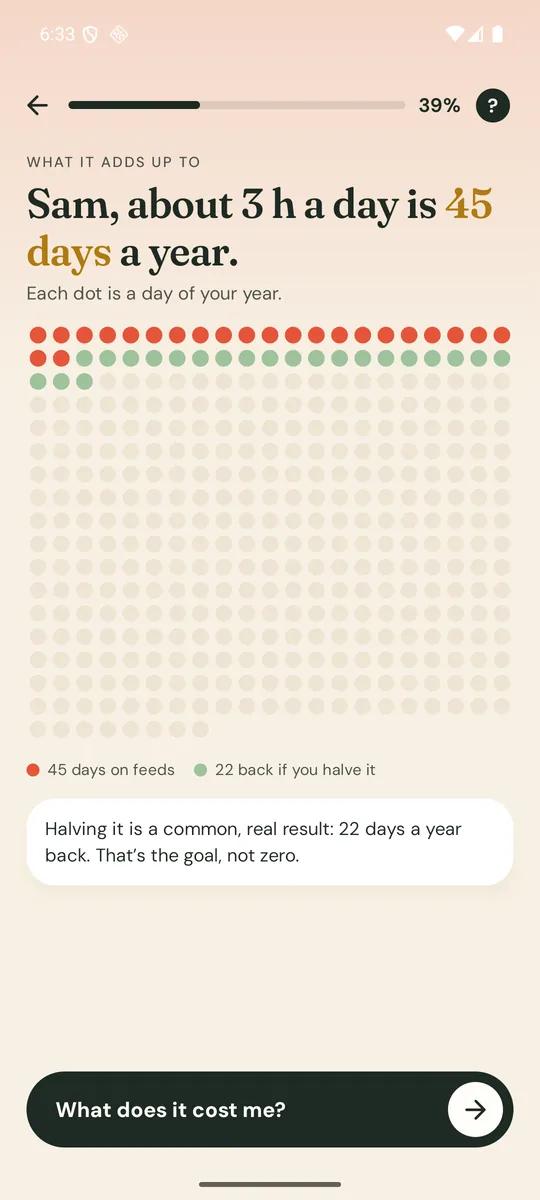 6:33
39%
?
WHAT IT ADDS UP TO
Sam, about 3 h a day is 45
days a year.
Each dot is a day of your year.
45 days on feeds
22 back if you halve it
Halving it is a common, real result: 22 days a year
back. That’s the goal, not zero.
What does it cost me?